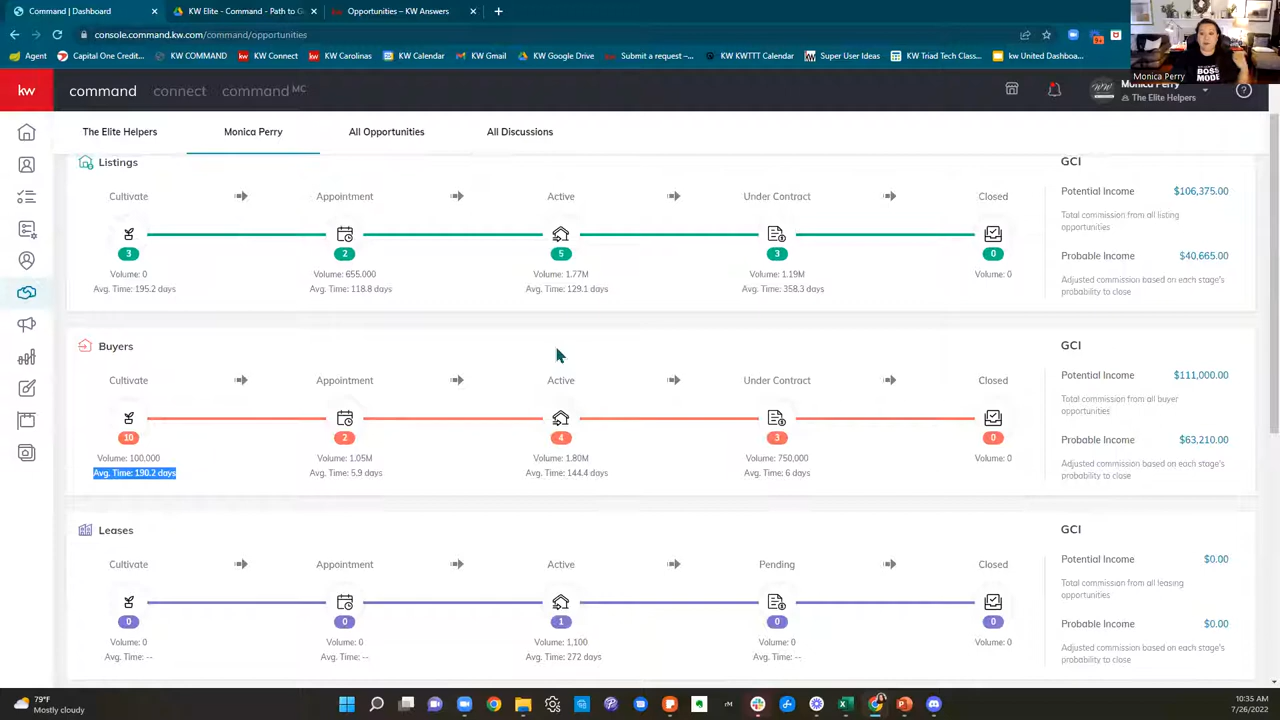 Command | Dashboard
KW Elite - Command - Path to G
Opportunities – KW Answers
console.command.kw.com/command/opportunities
Agent
Capital One Credit...
KW COMMAND
KW Connect
KW Carolinas
KW Calendar
KW Gmail
KW Google Drive
Submit a request –...
KW KWTTT Calendar
Super User Ideas
KW Triad Tech Class...
kw United Dashboa...
BOSS
MODE
Monica Perry
kw
command
connect
command MC
Monica Perry
The Elite Helpers
The Elite Helpers
Monica Perry
All Opportunities
All Discussions
Listings
GCI
Cultivate
Appointment
Active
Under Contract
Closed
Potential Income
$106,375.00
Total commission from all listing
opportunities
3
2
5
3
0
Probable Income
$40,665.00
Volume: 0
Volume: 655,000
Volume: 1.77M
Volume: 1.19M
Volume: 0
Avg. Time: 195.2 days
Avg. Time: 118.8 days
Avg. Time: 129.1 days
Avg. Time: 358.3 days
Adjusted commission based on each stage's
probability to close
Buyers
GCI
Cultivate
Appointment
Active
Under Contract
Closed
Potential Income
$111,000.00
Total commission from all buyer
opportunities
10
2
4
3
0
Probable Income
$63,210.00
Volume: 100,000
Volume: 1.05M
Volume: 1.80M
Volume: 750,000
Volume: 0
Avg. Time: 190.2 days
Avg. Time: 5.9 days
Avg. Time: 144.4 days
Avg. Time: 6 days
Adjusted commission based on each stage's
probability to close
Leases
GCI
Cultivate
Appointment
Active
Pending
Closed
Potential Income
$0.00
Total commission from all leasing
opportunities
0
0
1
0
0
Probable Income
$0.00
Volume: 0
Volume: 0
Volume: 1,100
Volume: 0
Volume: 0
Avg. Time: --
Avg. Time: --
Avg. Time: 272 days
Avg. Time: --
Adjusted commission based on each stage's
probability to close
79°F
Mostly cloudy
rM
10:35 AM
7/26/2022